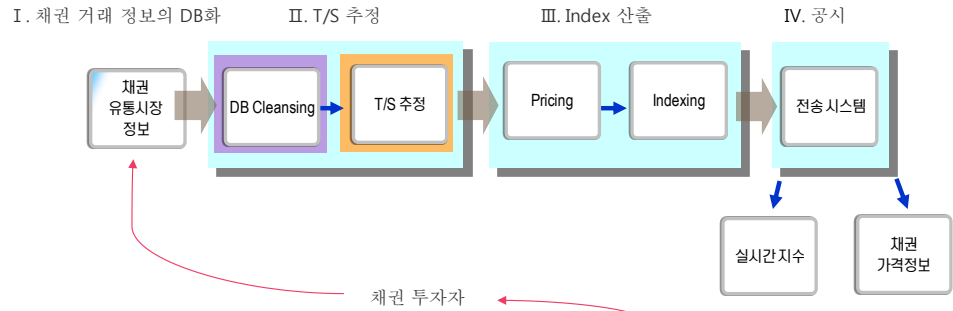 Ⅰ. 채권 거래 정보의 DB화
Ⅱ. T/S 추정
Ⅲ. Index 산출
Ⅳ. 공시
채권
유통시장
정보
DB Cleansing
T/S 추정
Pricing
Indexing
전송시스템
실시간지수
채권
가격정보
채권 투자자